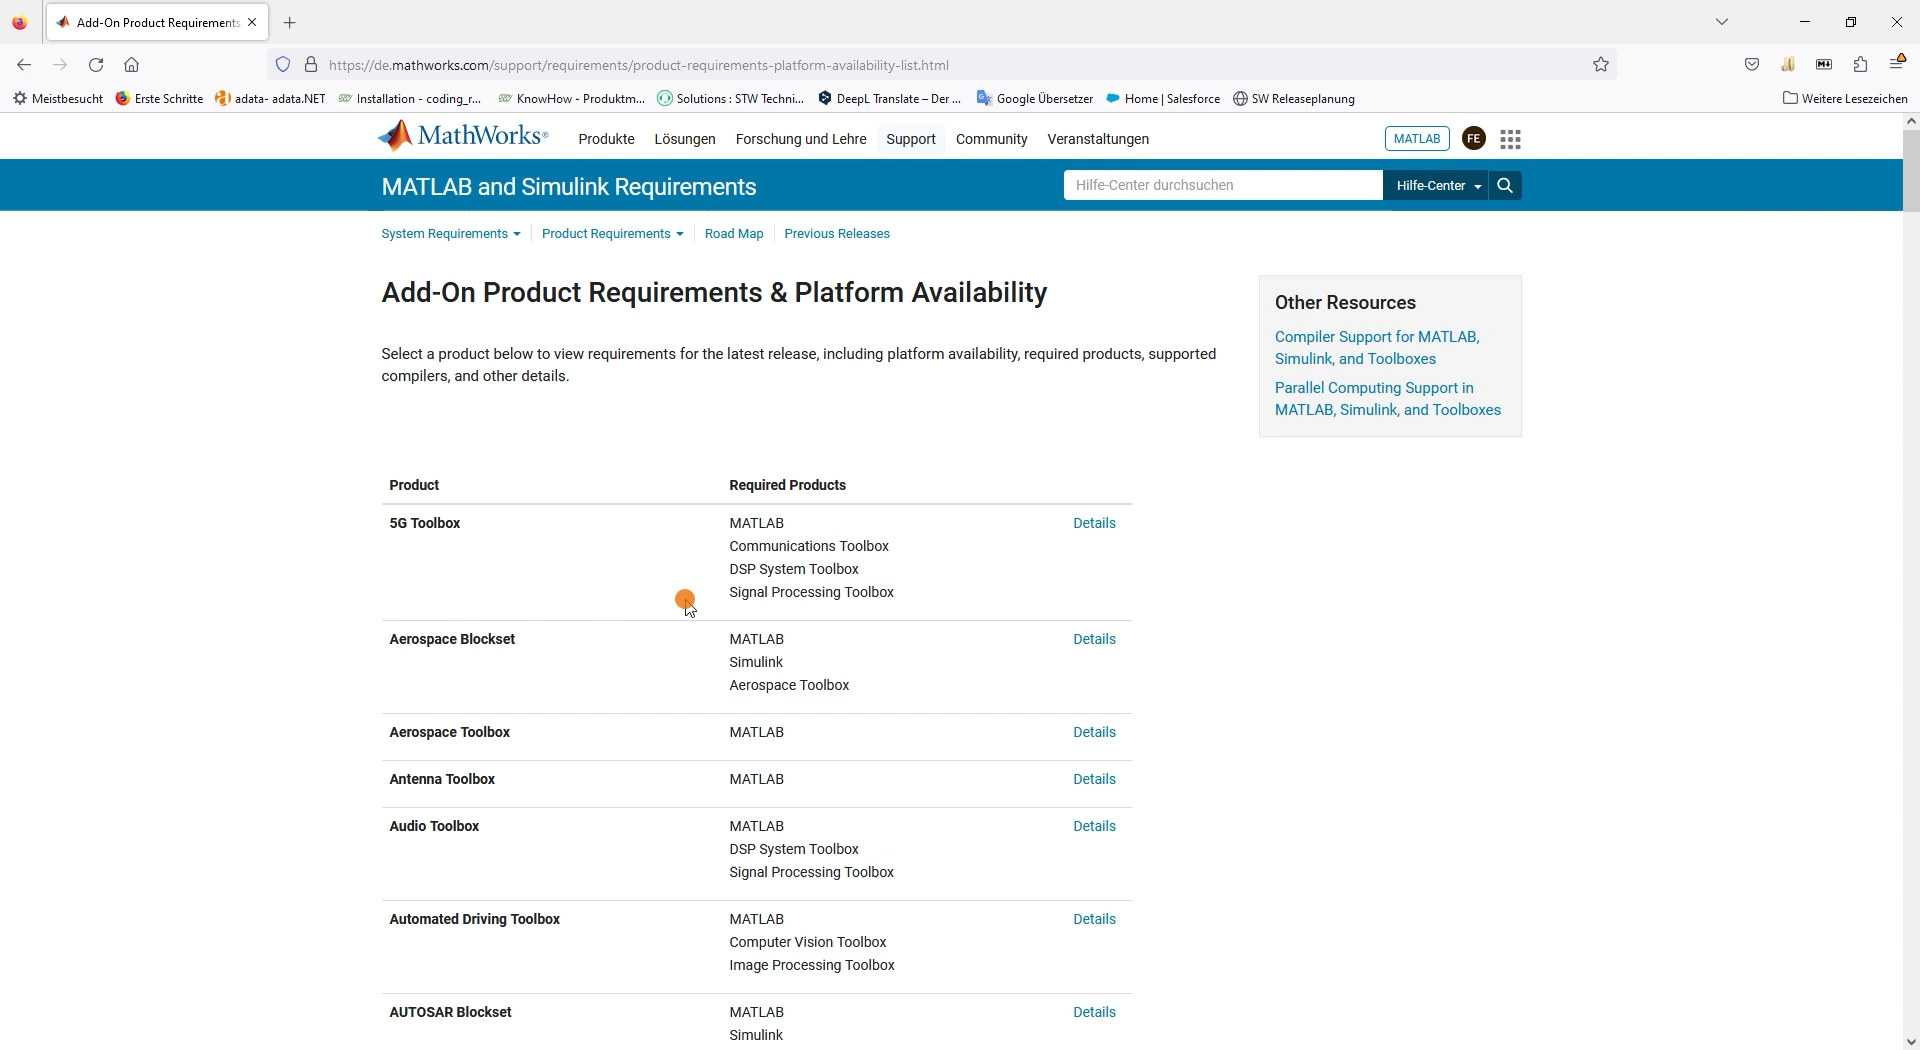 Add-On Product Requirements
https://de.mathworks.com/support/requirements/product-requirements-platform-availability-list.html
Meistbesucht Erste Schritte adata- adata.NET Installation - coding_r... KnowHow - Produktm... Solutions : STW Techni... DeepL Translate – Der ... Google Übersetzer Home | Salesforce SW Releaseplanung Weitere Lesezeichen
MathWorks® Produkte Lösungen Forschung und Lehre Support Community Veranstaltungen MATLAB FE
MATLAB and Simulink Requirements Hilfe-Center durchsuchen Hilfe-Center
System Requirements Product Requirements Road Map Previous Releases
Add-On Product Requirements & Platform Availability
Select a product below to view requirements for the latest release, including platform availability, required products, supported
compilers, and other details.
Other Resources
Compiler Support for MATLAB,
Simulink, and Toolboxes
Parallel Computing Support in
MATLAB, Simulink, and Toolboxes
Product Required Products
5G Toolbox MATLAB Details
Communications Toolbox
DSP System Toolbox
Signal Processing Toolbox
Aerospace Blockset MATLAB Details
Simulink
Aerospace Toolbox
Aerospace Toolbox MATLAB Details
Antenna Toolbox MATLAB Details
Audio Toolbox MATLAB Details
DSP System Toolbox
Signal Processing Toolbox
Automated Driving Toolbox MATLAB Details
Computer Vision Toolbox
Image Processing Toolbox
AUTOSAR Blockset MATLAB Details
Simulink